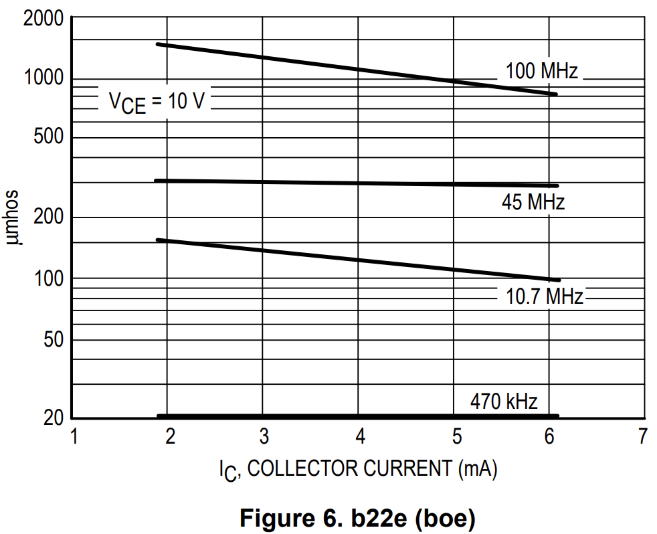 2000
1000
500
200
100
50
20
µmhos
VCE = 10 V
100 MHz
45 MHz
10.7 MHz
470 kHz
1 2 3 4 5 6 7
IC, COLLECTOR CURRENT (mA)
Figure 6. b22e (boe)